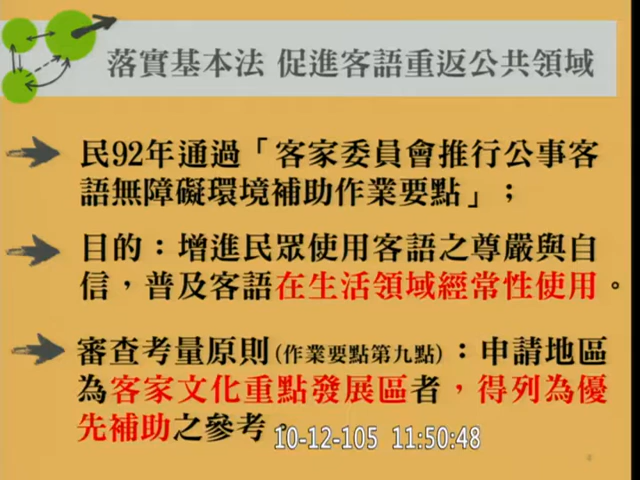 落實基本法 促進客語重返公共領域
民92年通過「客家委員會推行公事客
語無障礙環境補助作業要點」；
目的：增進民眾使用客語之尊嚴與自
信，普及客語在生活領域經常性使用。
審查考量原則(作業要點第九點)：申請地區
為客家文化重點發展區者，得列為優
先補助之參考。
10-12-105 11:50:48